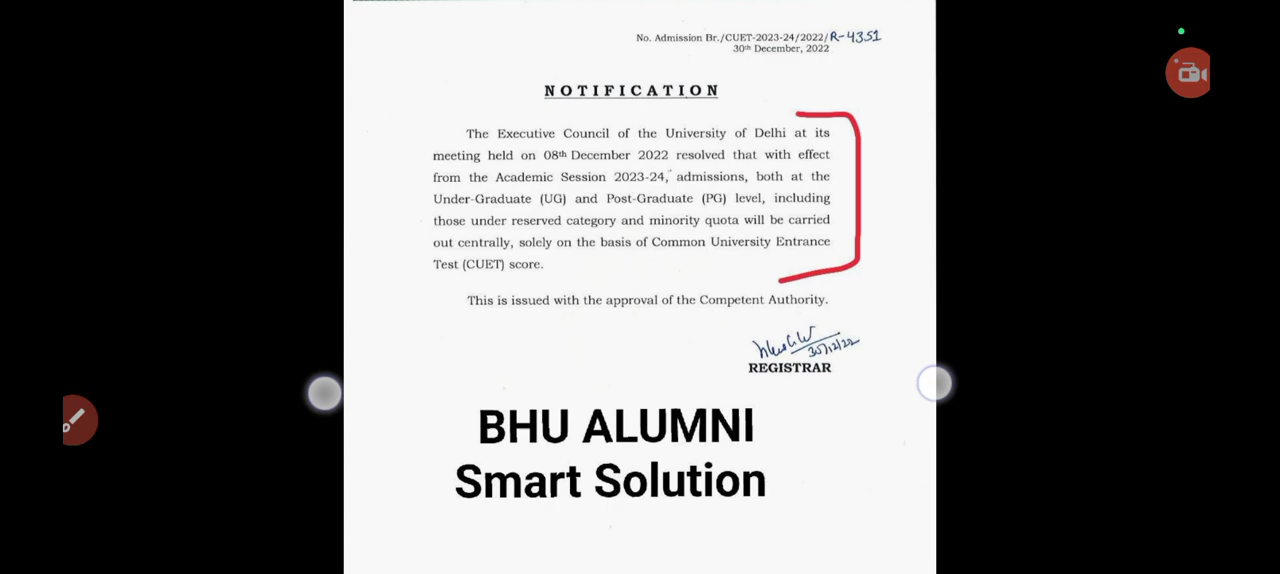 No. Admission Br./CUET-2023-24/2022/R-4351
30th December, 2022
NOTIFICATION
The Executive Council of the University of Delhi at its
meeting held on 08th December 2022 resolved that with effect
from the Academic Session 2023-24, admissions, both at the
Under-Graduate (UG) and Post-Graduate (PG) level, including
those under reserved category and minority quota will be carried
out centrally, solely on the basis of Common University Entrance
Test (CUET) score.
This is issued with the approval of the Competent Authority.
30/12/22
REGISTRAR
BHU ALUMNI
Smart Solution